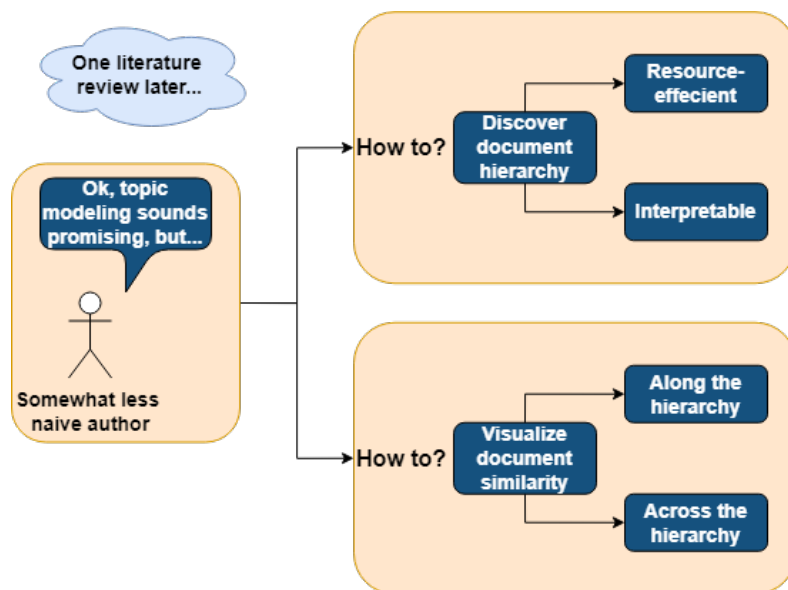 One literature
review later...
Ok, topic
modeling sounds
promising, but...
Somewhat less
naive author
How to?
Discover
document
hierarchy
Resource-
effecient
Interpretable
How to?
Visualize
document
similarity
Along the
hierarchy
Across the
hierarchy